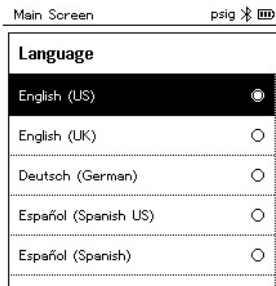 Main Screen psig
Language
English (US)
English (UK)
Deutsch (German)
Español (Spanish US)
Español (Spanish)